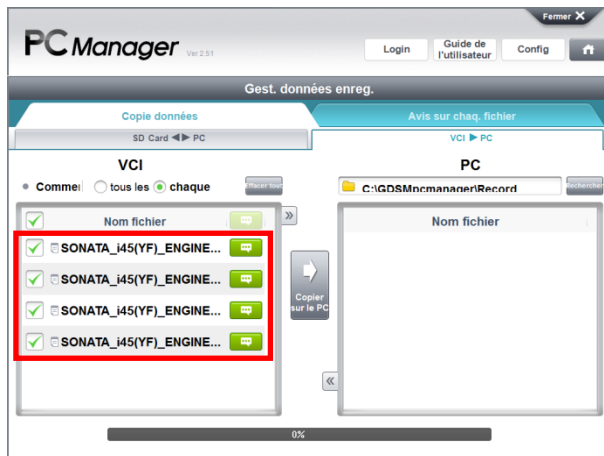 Fermer X
PC Manager Ver 2.51
Login
Guide de
l'utilisateur
Config
Gest. données enreg.
Copie données
Avis sur chaq. fichier
SD Card ◀▶ PC
VCI ▶ PC
VCI
PC
Commei
tous les
chaque
Effacer tout
C:\GDSMpcmanager\Record
Rechercher
Nom fichier
Nom fichier
SONATA_i45(YF)_ENGINE...
SONATA_i45(YF)_ENGINE...
SONATA_i45(YF)_ENGINE...
SONATA_i45(YF)_ENGINE...
Copier
sur le PC
0%